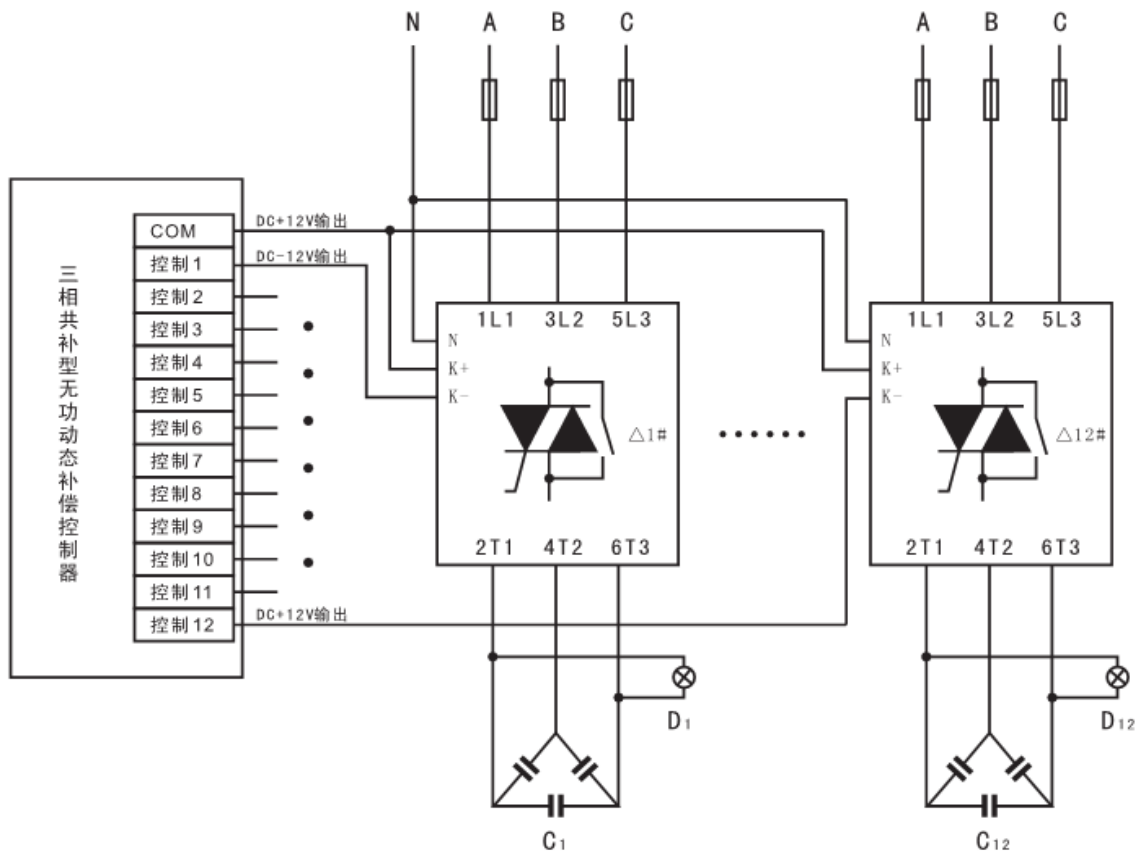 N A B C A B C
三相共补型无功动态补偿控制器
COM DC+12V输出
控制1 DC-12V输出
控制2
控制3
控制4
控制5
控制6
控制7
控制8
控制9
控制10
控制11
控制12 DC+12V输出
1L1 3L2 5L3
N
K+
K-
△1#
2T1 4T2 6T3
D1
C1
1L1 3L2 5L3
N
K+
K-
△12#
2T1 4T2 6T3
D12
C12